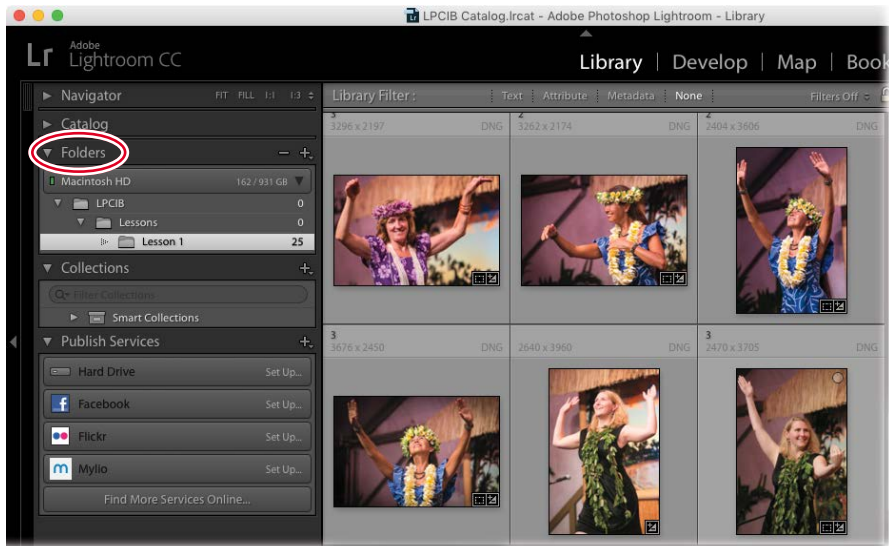 LPCIB Catalog.lrcat - Adobe Photoshop Lightroom - Library
Lr Adobe
Lightroom CC
Library | Develop | Map | Book
Navigator FIT FILL 1:1 1:3
Catalog
Folders
Macintosh HD 162 / 931 GB
LPCIB 0
Lessons 0
Lesson 1 25
Collections
Filter Collections
Smart Collections
Publish Services
Hard Drive Set Up...
Facebook Set Up...
Flickr Set Up...
Mylio Set Up...
Find More Services Online...
Library Filter : Text Attribute Metadata None Filters Off
3296 x 2197 DNG
3262 x 2174 DNG
2404 x 3606 DNG
3
3676 x 2450 DNG
2640 x 3960 DNG
3
2470 x 3705 DNG